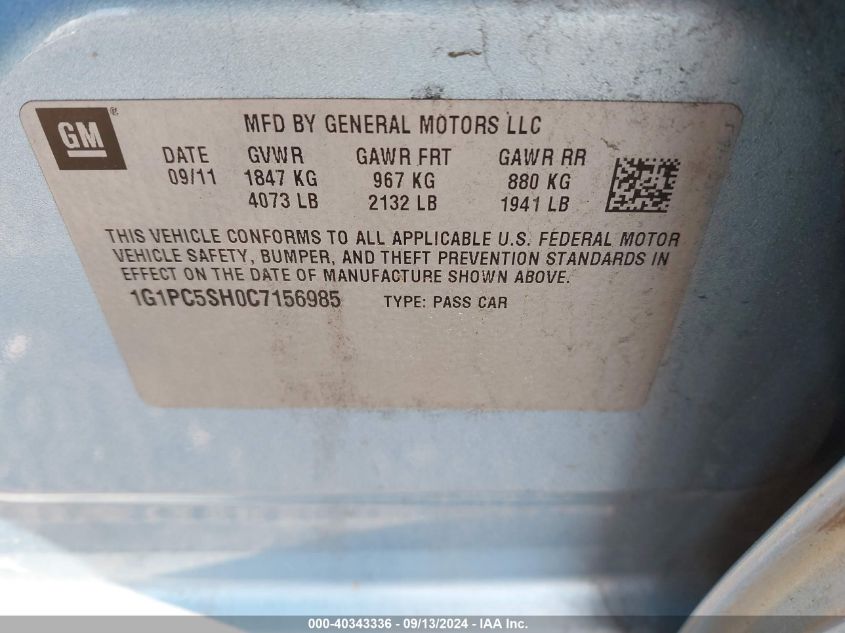 GM®
MFD BY GENERAL MOTORS LLC
DATE GVWR GAWR FRT GAWR RR
09/11 1847 KG 967 KG 880 KG
4073 LB 2132 LB 1941 LB
THIS VEHICLE CONFORMS TO ALL APPLICABLE U.S. FEDERAL MOTOR
VEHICLE SAFETY, BUMPER, AND THEFT PREVENTION STANDARDS IN
EFFECT ON THE DATE OF MANUFACTURE SHOWN ABOVE.
1G1PC5SH0C7156985 TYPE: PASS CAR
000-40343336 - 09/13/2024 - IAA Inc.